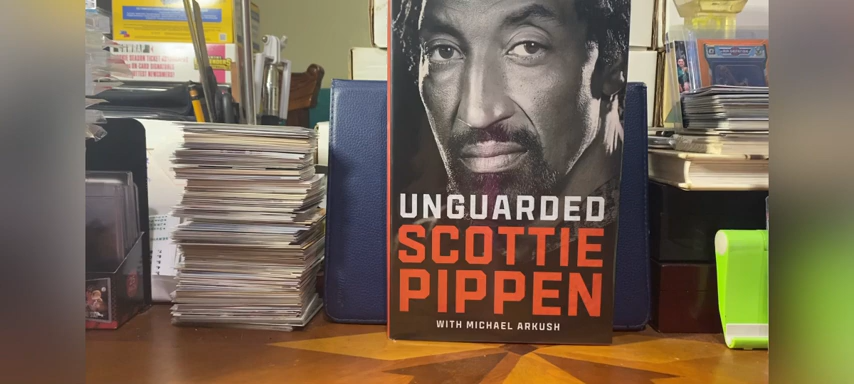 UNGUARDED
SCOTTIE
PIPPEN
WITH MICHAEL ARKUSH